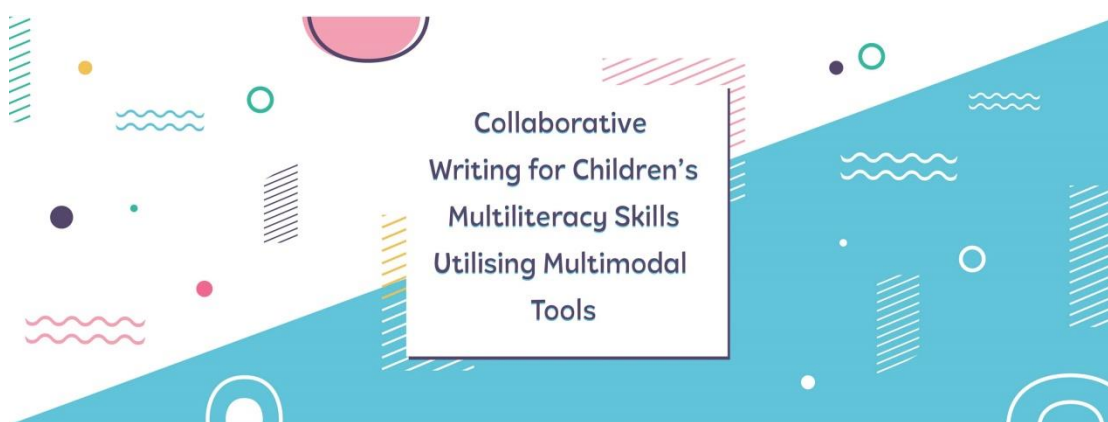 Collaborative
Writing for Children's
Multiliteracy Skills
Utilising Multimodal
Tools